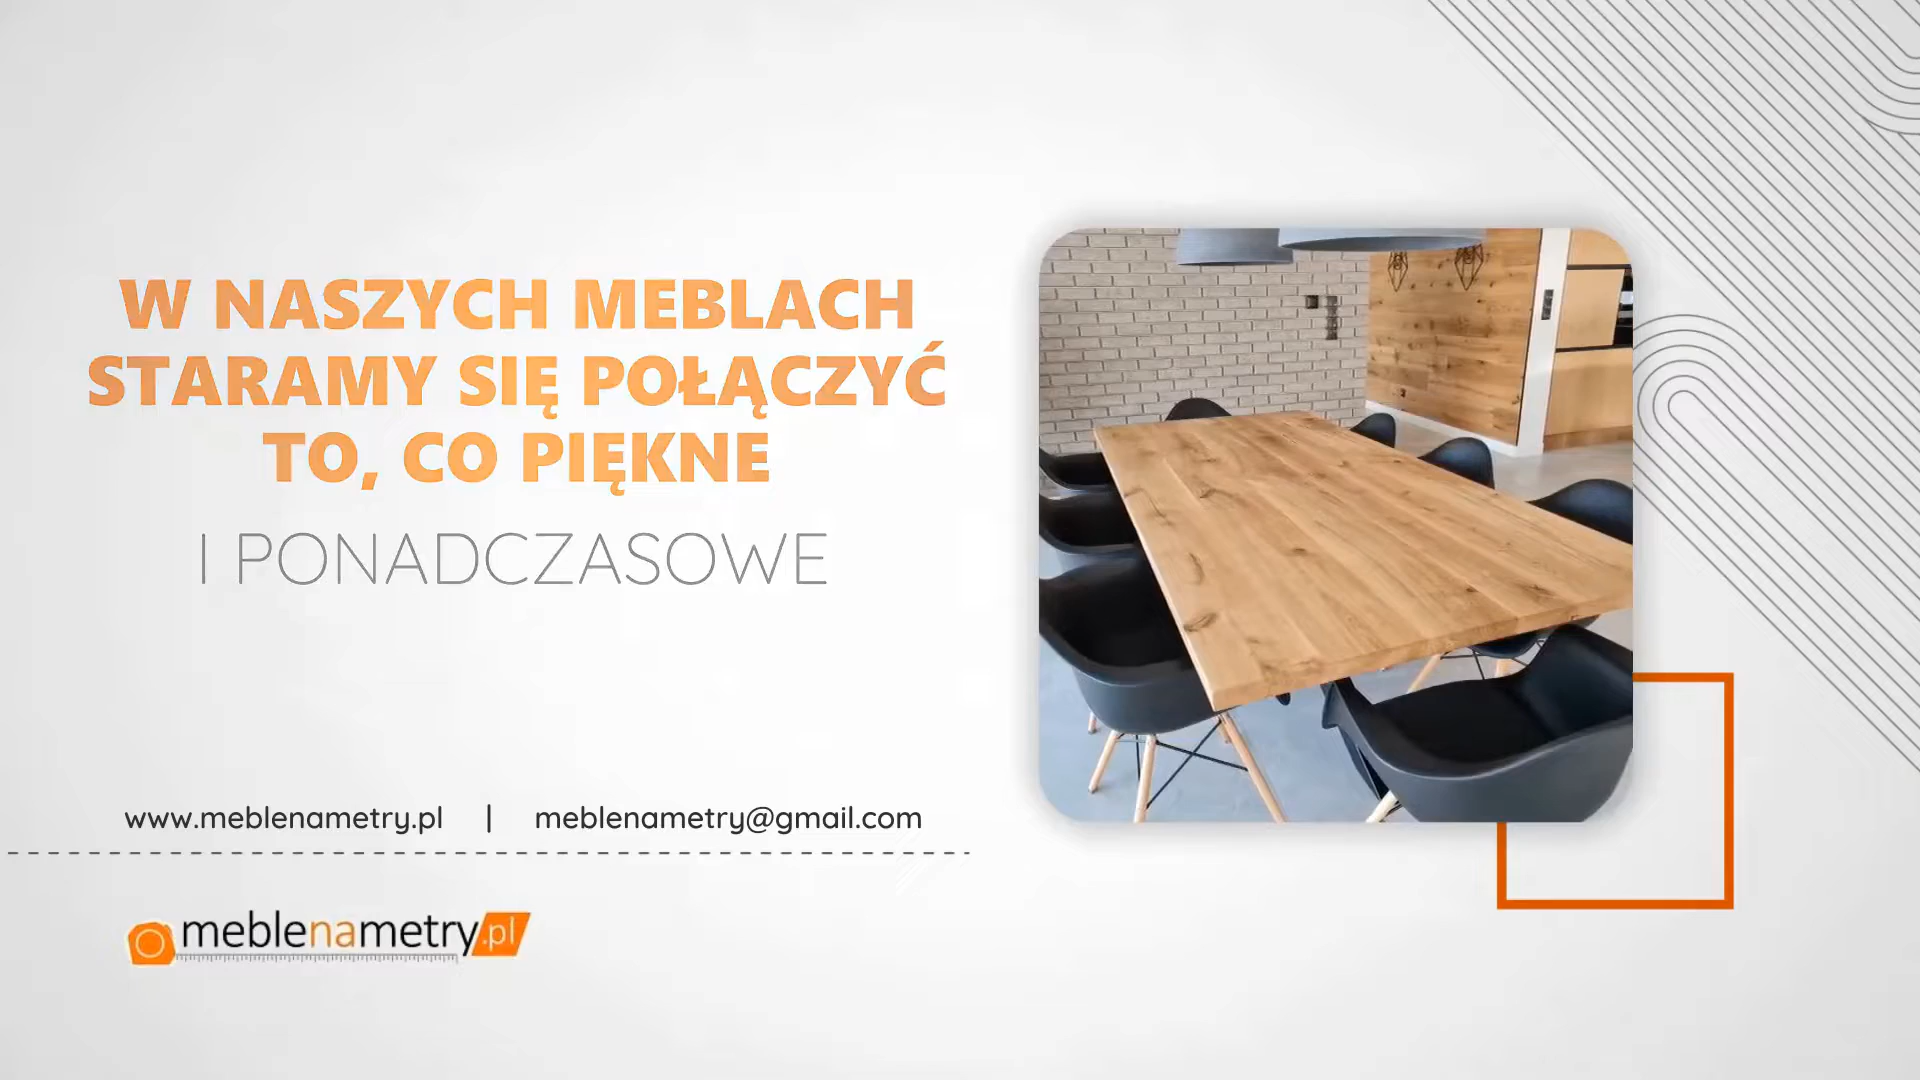 W NASZYCH MEBLACH
STARAMY SIĘ POŁĄCZYĆ
TO, CO PIĘKNE
I PONADCZASOWE
www.meblenametry.pl | meblenametry@gmail.com
meblenametry.pl